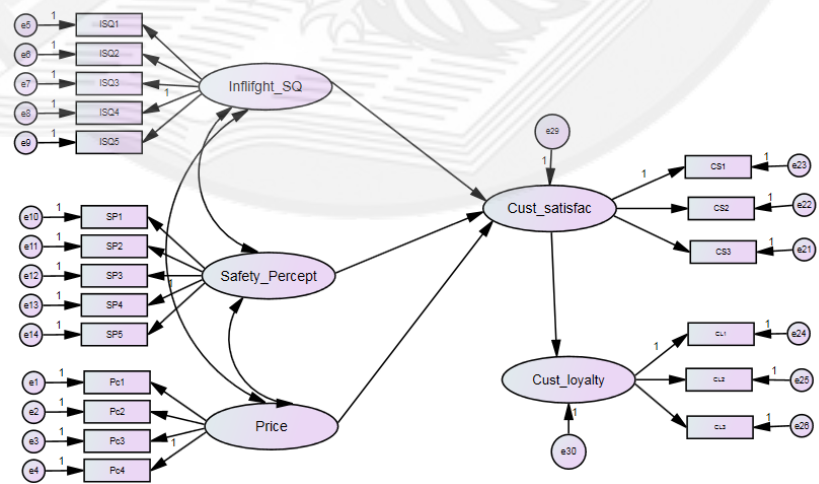 e5 1 ISQ1
e6 1 ISQ2
e7 1 ISQ3
e8 1 ISQ4
e9 1 ISQ5
1
Inflifght_SQ
e10 1 SP1
e11 1 SP2
e12 1 SP3
e13 1 SP4
e14 1 SP5
1
Safety_Percept
e1 1 Pc1
e2 1 Pc2
e3 1 Pc3
e4 1 Pc4
1
Price
e29
1
Cust_satisfac
1 CS1 1 e23
CS2 1 e22
CS3 1 e21
Cust_loyalty
1
e30
1 CL1 1 e24
CL2 1 e25
CL3 1 e26